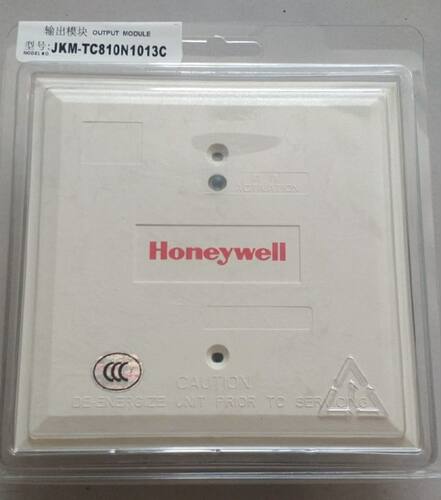 输出模块 OUTPUT MODULE
型号: JKM-TC810N1013C
MODEL NO
ACTIVATION
Honeywell
CCC
CAUTION
DE-ENERGIZE UNIT PRIOR TO SERVICING